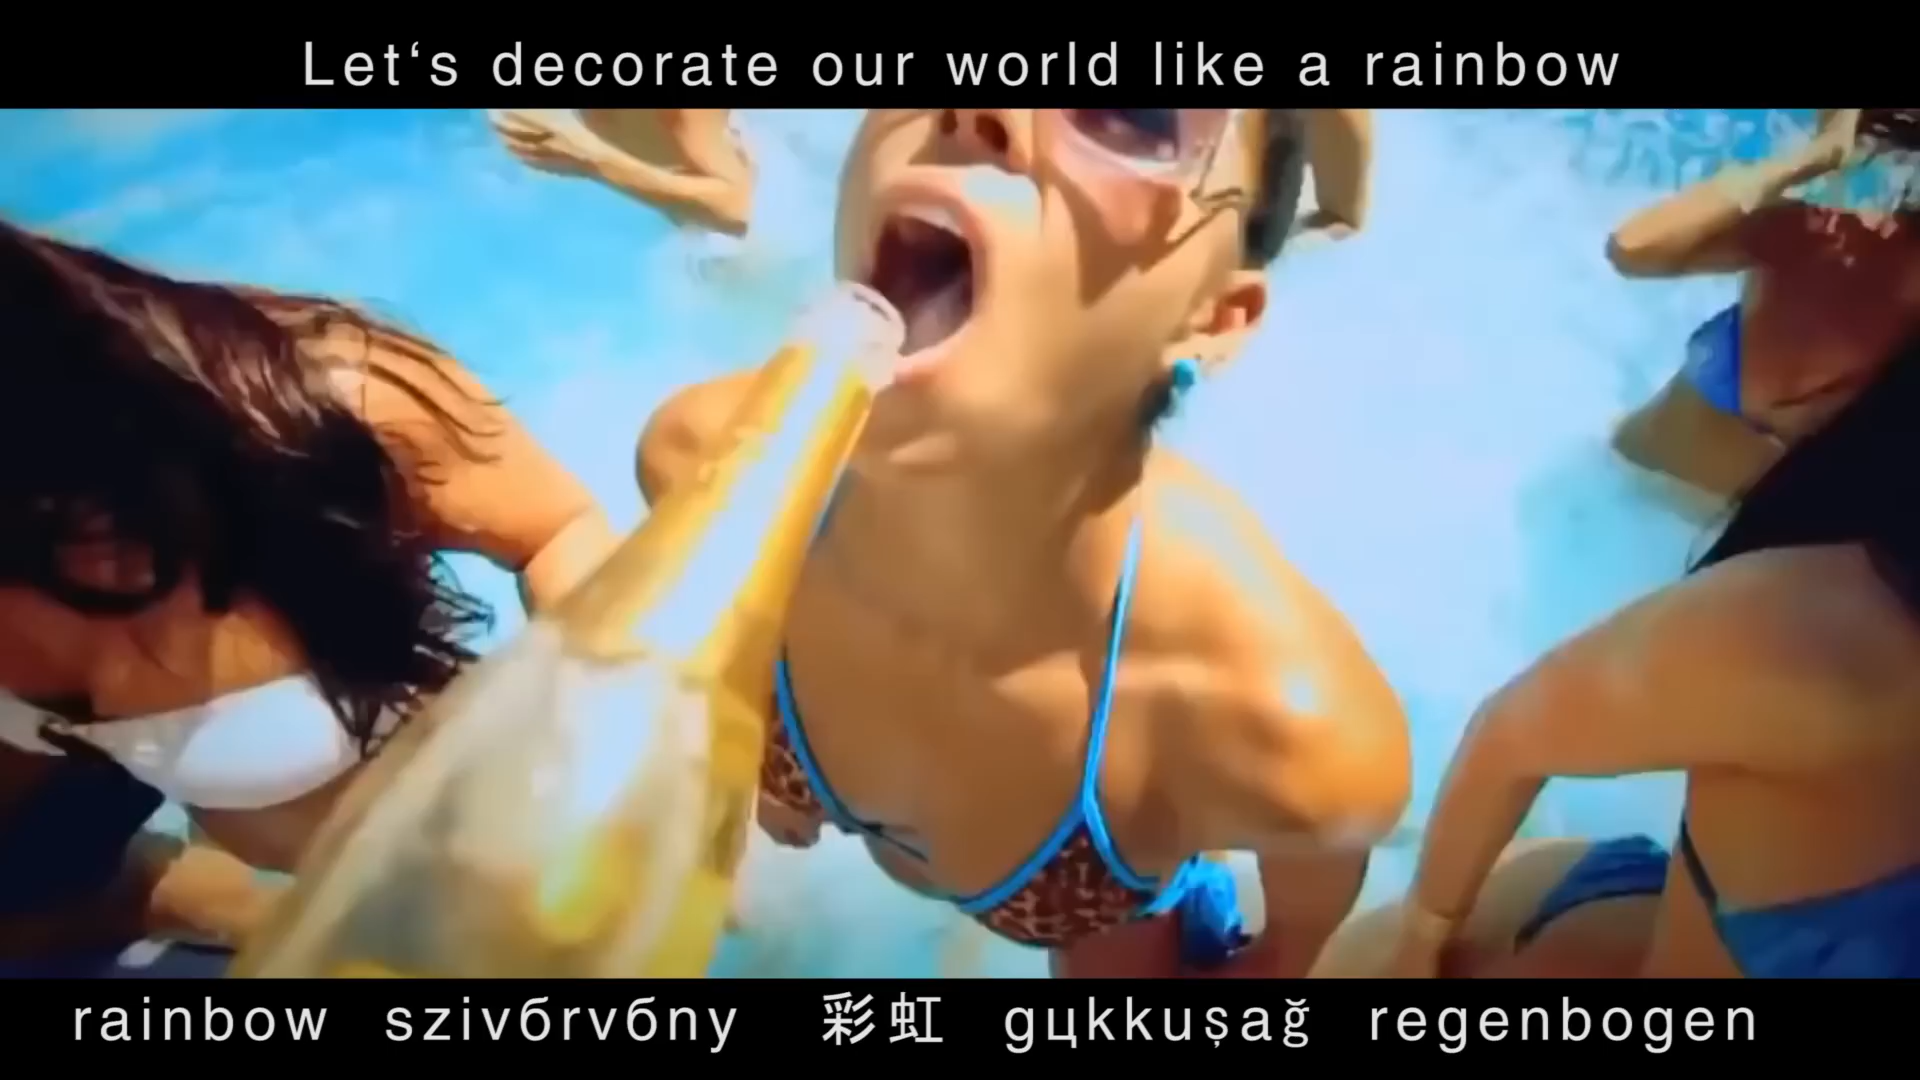 Let‘s decorate our world like a rainbow
rainbow szivбrvбny 彩虹 gцkkuşağ regenbogen